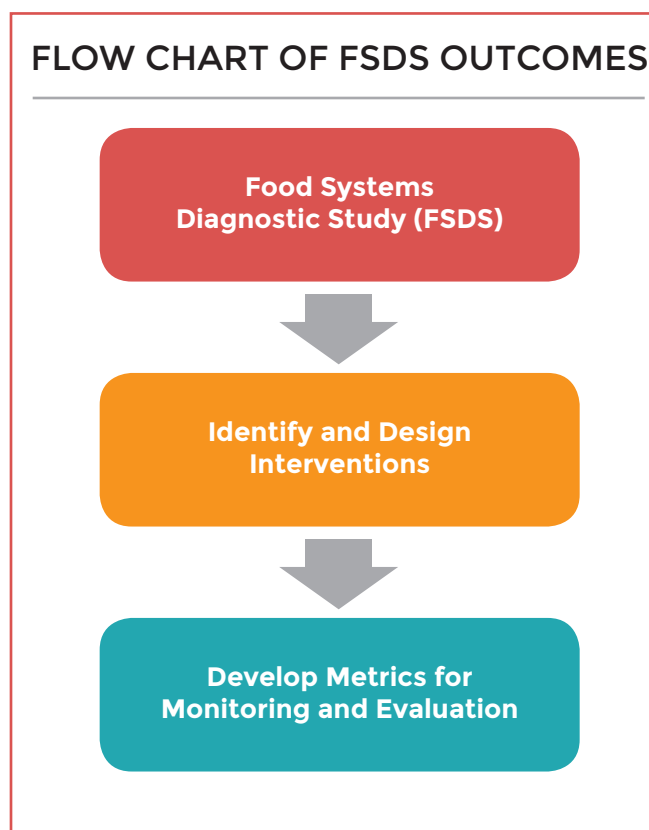 FLOW CHART OF FSDS OUTCOMES
Food Systems
Diagnostic Study (FSDS)
Identify and Design
Interventions
Develop Metrics for
Monitoring and Evaluation